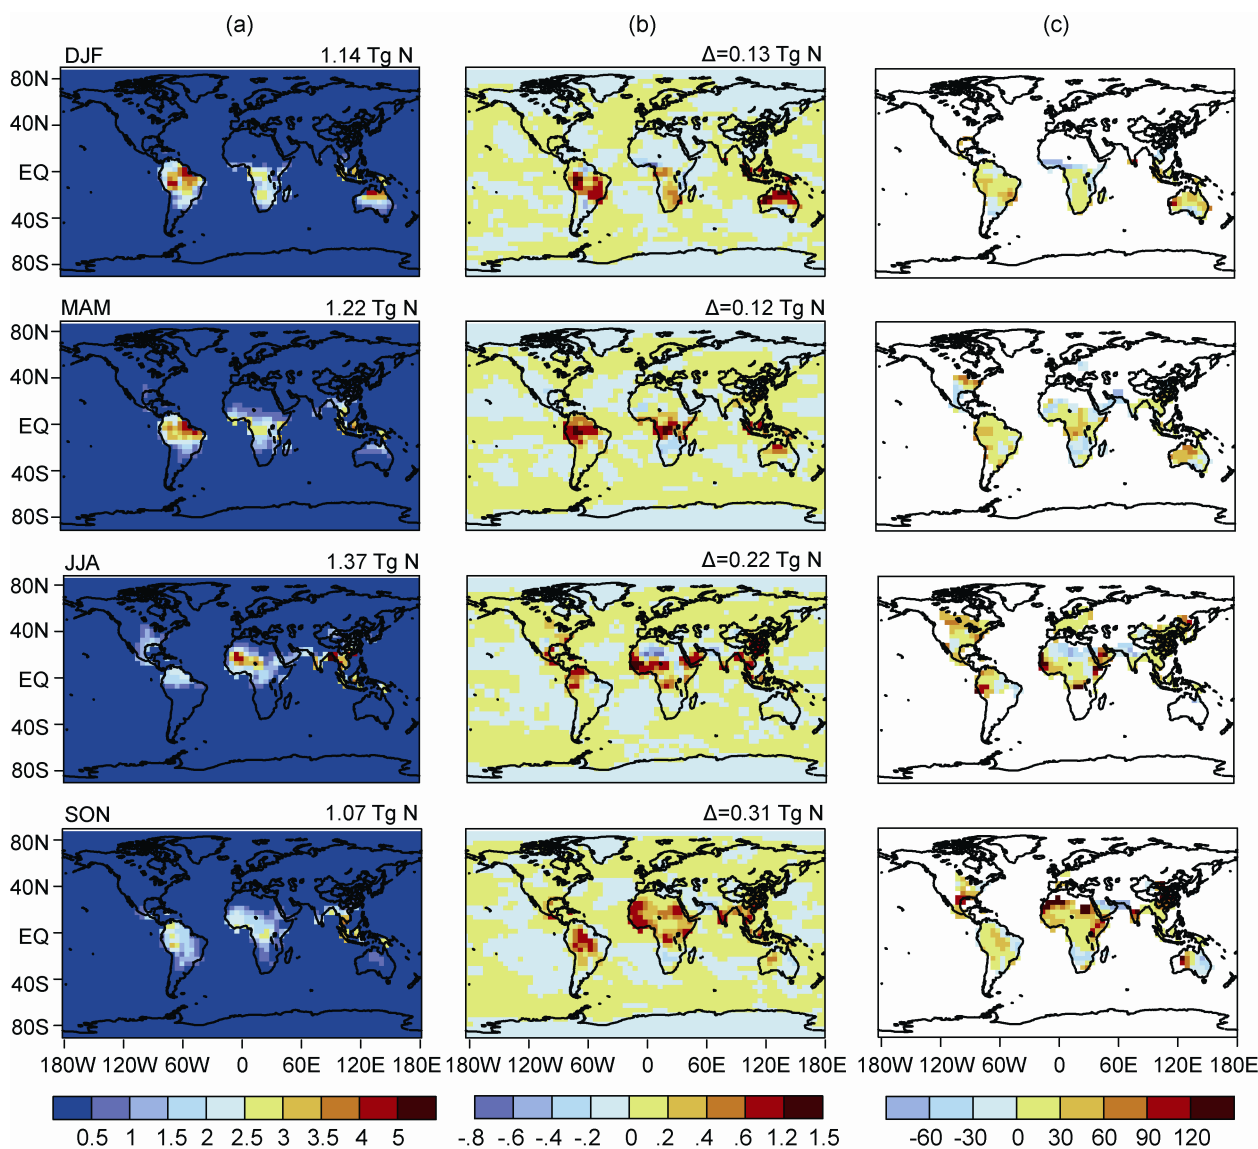 (a) (b) (c)
DJF 1.14 Tg N Δ=0.13 Tg N
80N
40N
EQ
40S
80S
MAM 1.22 Tg N Δ=0.12 Tg N
80N
40N
EQ
40S
80S
JJA 1.37 Tg N Δ=0.22 Tg N
80N
40N
EQ
40S
80S
SON 1.07 Tg N Δ=0.31 Tg N
80N
40N
EQ
40S
80S
180W 120W 60W 0 60E 120E 180E 180W 120W 60W 0 60E 120E 180E 180W 120W 60W 0 60E 120E 180E
0.5 1 1.5 2 2.5 3 3.5 4 5 -.8 -.6 -.4 -.2 0 .2 .4 .6 1.2 1.5 -60 -30 0 30 60 90 120